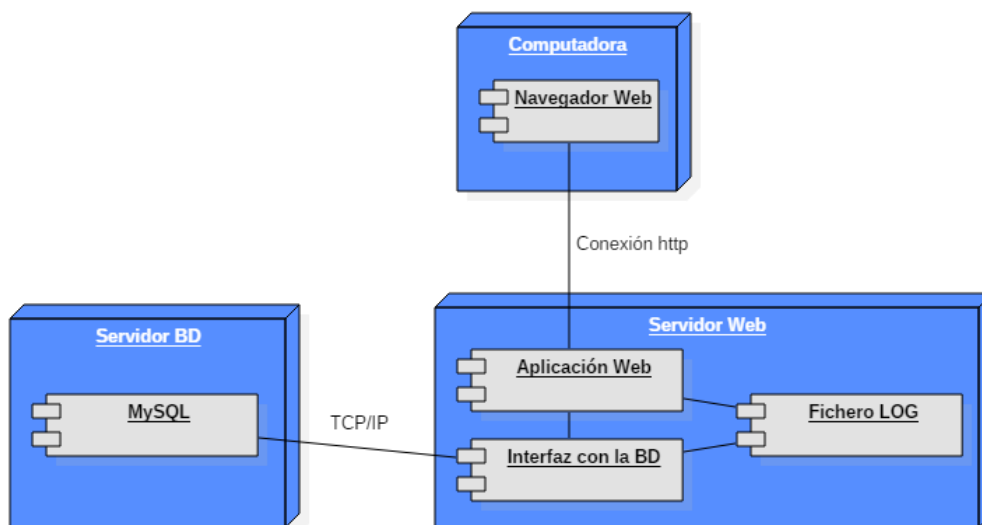 Computadora
Navegador Web
Conexión http
Servidor BD
MySQL
TCP/IP
Servidor Web
Aplicación Web
Fichero LOG
Interfaz con la BD